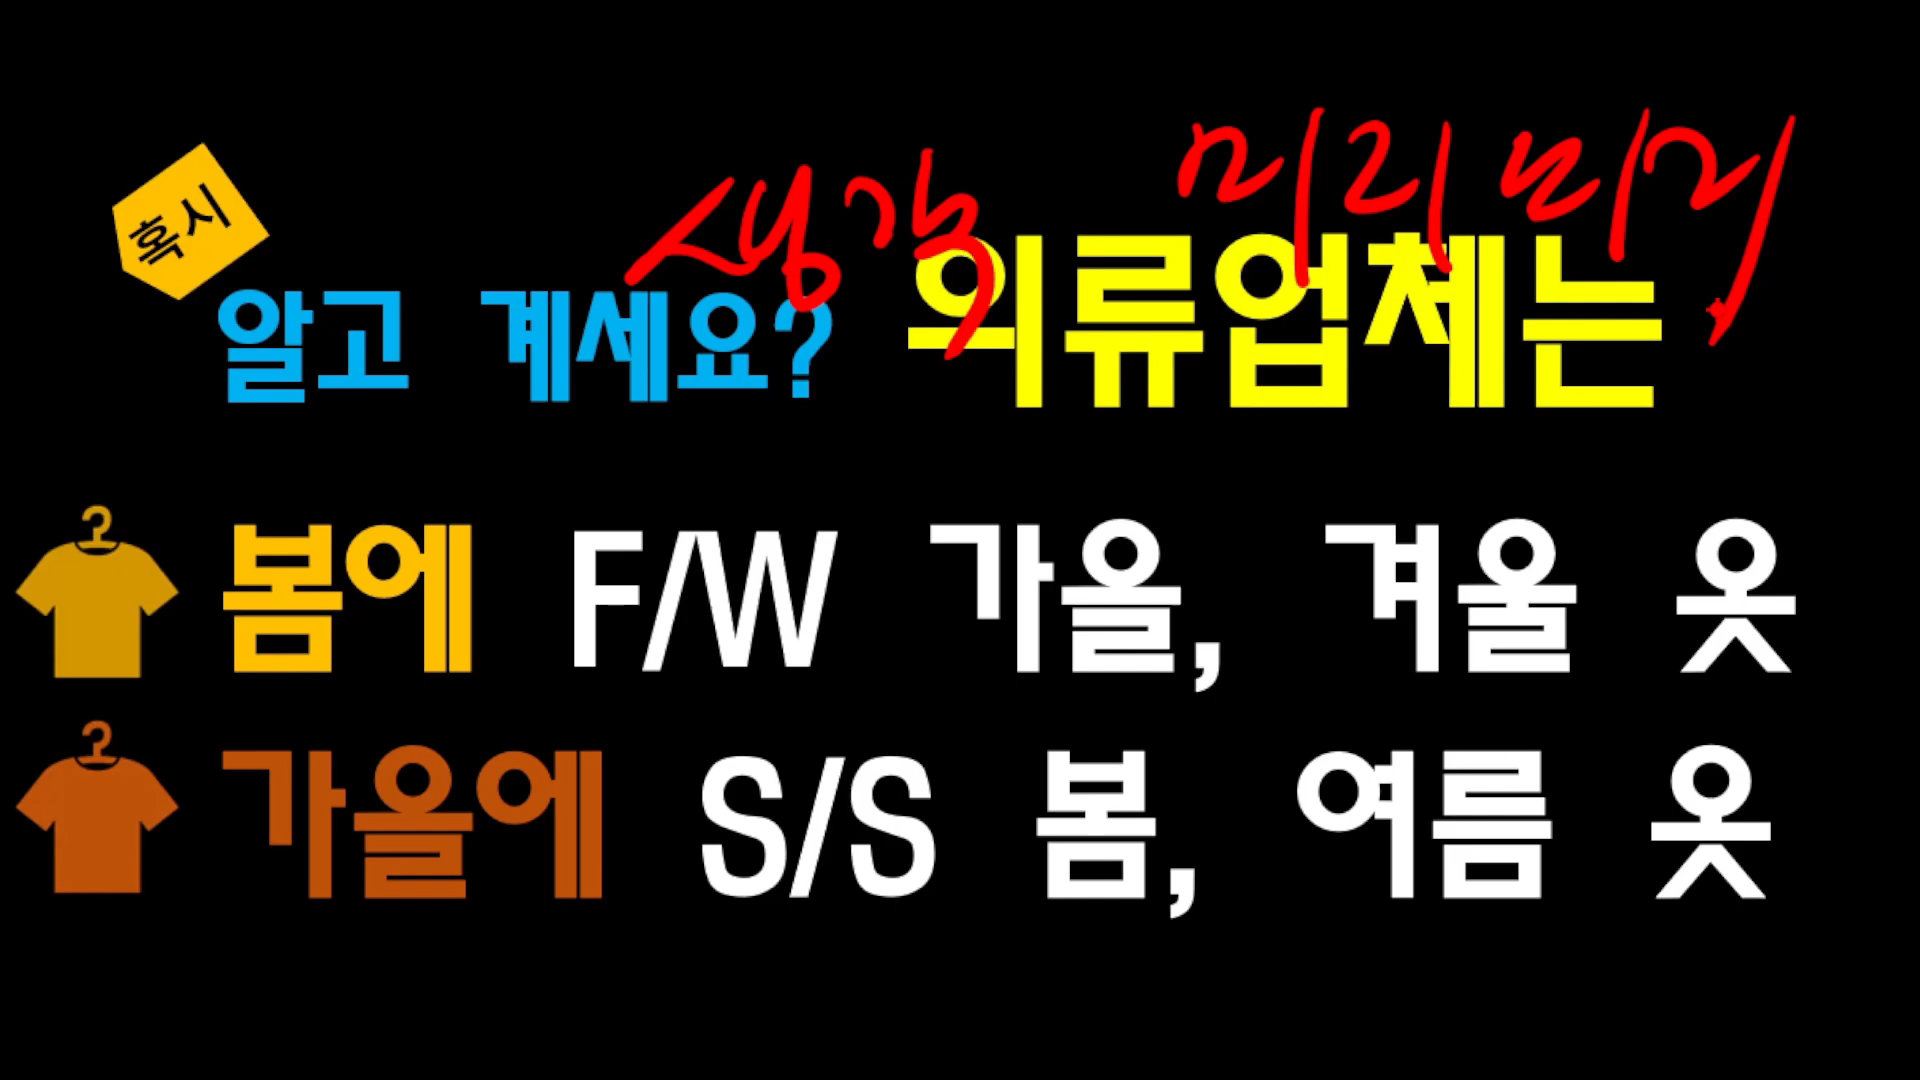 생각 미리미리
혹시
알고 계세요? 의류업체는
봄에 F/W 가을, 겨울 옷
가을에 S/S 봄, 여름 옷